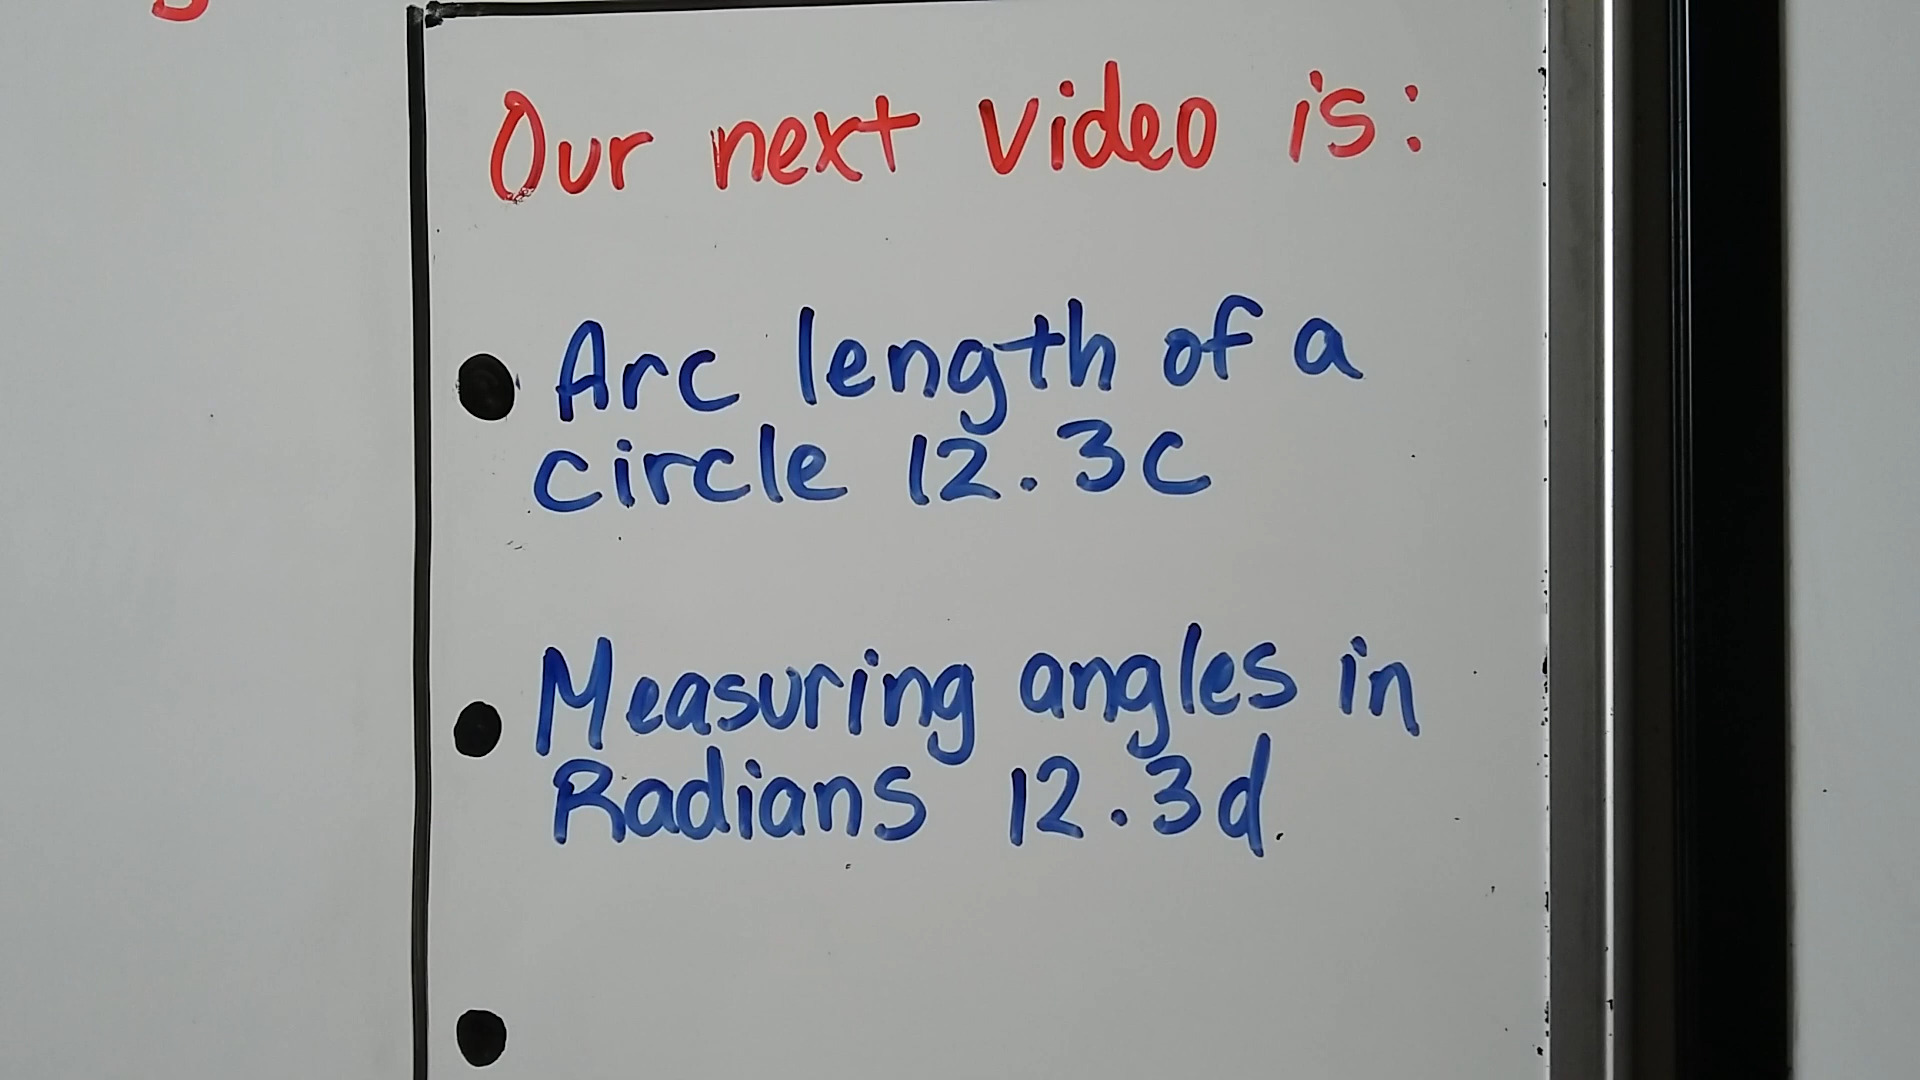 Our next video is:
• Arc length of a
circle 12.3c
• Measuring angles in
Radians 12.3d.
•